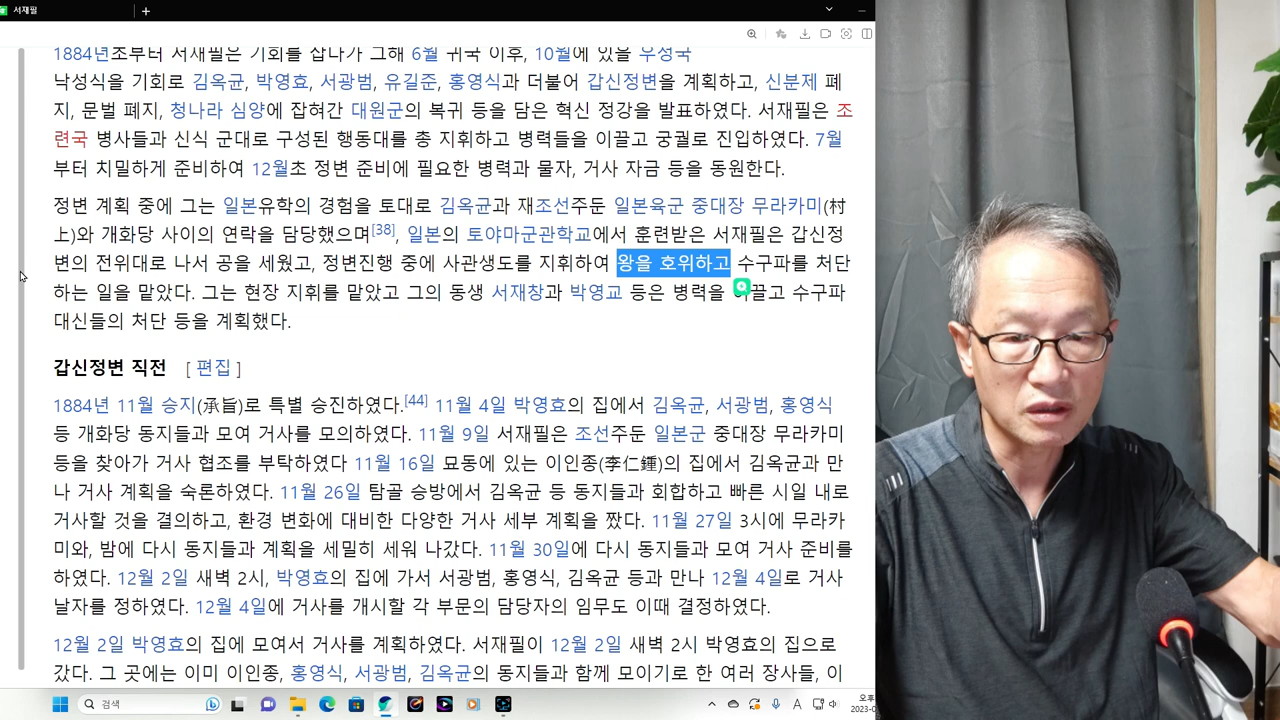 서재필
1884년초부터 서재필은 기회를 잡다가 그해 6월 귀국 이후, 10월에 있을 우정국
낙성식을 기회로 김옥균, 박영효, 서광범, 유길준, 홍영식과 더불어 갑신정변을 계획하고, 신분제 폐
지, 문벌 폐지, 청나라 심양에 잡혀간 대원군의 복귀 등을 담은 혁신 정강을 발표하였다. 서재필은 조
련국 병사들과 신식 군대로 구성된 행동대를 총 지휘하고 병력들을 이끌고 궁궐로 진입하였다. 7월
부터 치밀하게 준비하여 12월초 정변 준비에 필요한 병력과 물자, 거사 자금 등을 동원한다.
정변 계획 중에 그는 일본유학의 경험을 토대로 김옥균과 재조선주둔 일본육군 중대장 무라카미(村
上)와 개화당 사이의 연락을 담당했으며[38], 일본의 토야마군관학교에서 훈련받은 서재필은 갑신정
변의 전위대로 나서 공을 세웠고, 정변진행 중에 사관생도를 지휘하여 왕을 호위하고 수구파를 처단
하는 일을 맡았다. 그는 현장 지휘를 맡았고 그의 동생 서재창과 박영교 등은 병력을 이끌고 수구파
대신들의 처단 등을 계획했다.
갑신정변 직전 [ 편집 ]
1884년 11월 승지(承旨)로 특별 승진하였다.[44] 11월 4일 박영효의 집에서 김옥균, 서광범, 홍영식
등 개화당 동지들과 모여 거사를 모의하였다. 11월 9일 서재필은 조선주둔 일본군 중대장 무라카미
등을 찾아가 거사 협조를 부탁하였다 11월 16일 묘동에 있는 이인종(李仁鍾)의 집에서 김옥균과 만
나 거사 계획을 숙론하였다. 11월 26일 탑골 승방에서 김옥균 등 동지들과 회합하고 빠른 시일 내로
거사할 것을 결의하고, 환경 변화에 대비한 다양한 거사 세부 계획을 짰다. 11월 27일 3시에 무라카
미와, 밤에 다시 동지들과 계획을 세밀히 세워 나갔다. 11월 30일에 다시 동지들과 모여 거사 준비를
하였다. 12월 2일 새벽 2시, 박영효의 집에 가서 서광범, 홍영식, 김옥균 등과 만나 12월 4일로 거사
날자를 정하였다. 12월 4일에 거사를 개시할 각 부문의 담당자의 임무도 이때 결정하였다.
12월 2일 박영효의 집에 모여서 거사를 계획하였다. 서재필이 12월 2일 새벽 2시 박영효의 집으로
갔다. 그 곳에는 이미 이인종, 홍영식, 서광범, 김옥균의 동지들과 함께 모이기로 한 여러 장사들, 이
검색
A
오후
2023-0